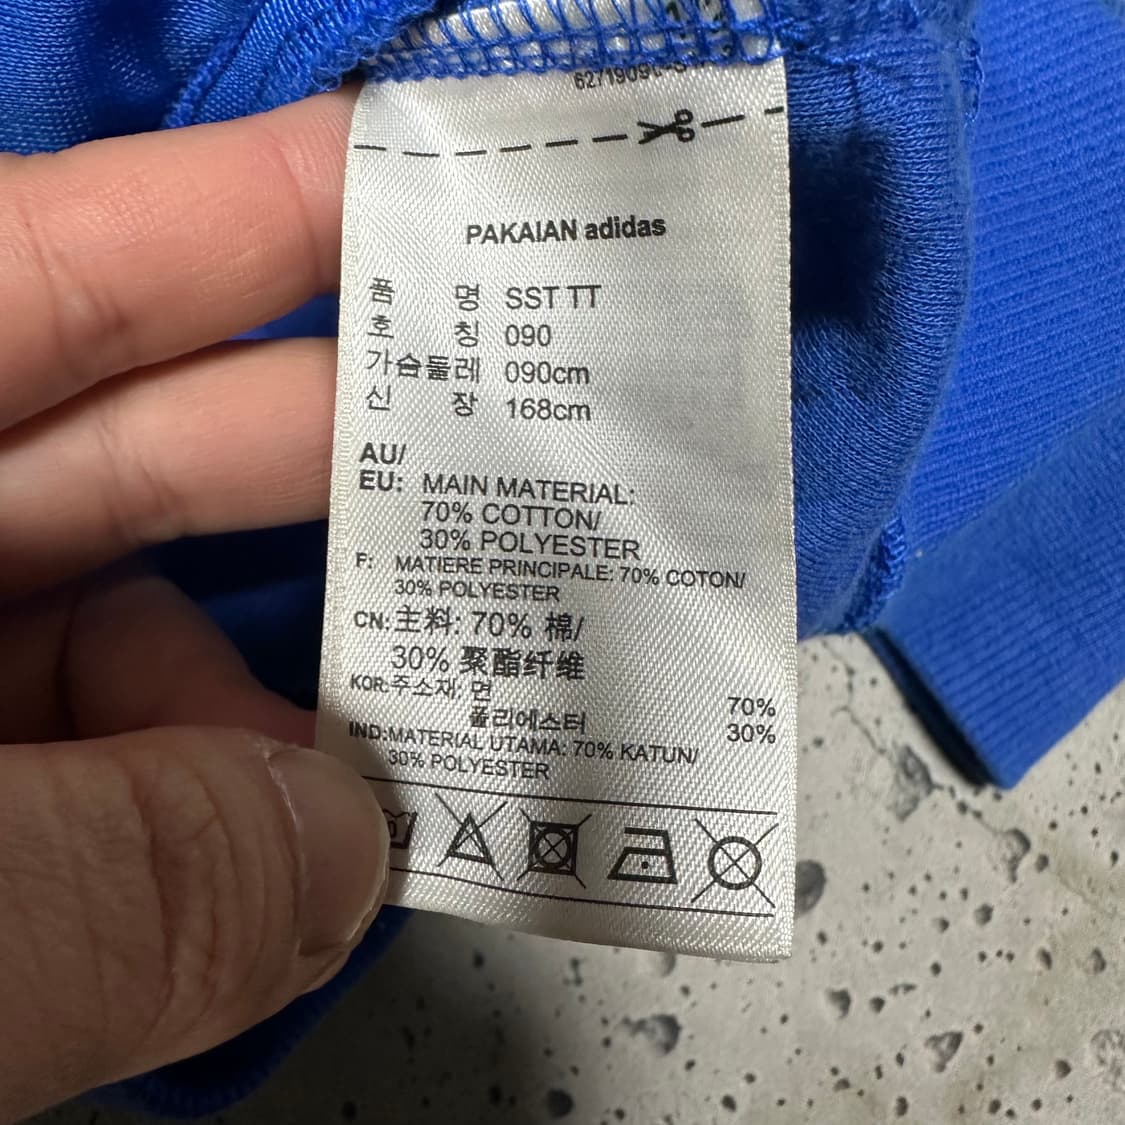 PAKAIAN adidas
품 명 SST TT
호 칭 090
가슴둘레 090cm
신 장 168cm
AU/
EU: MAIN MATERIAL:
70% COTTON/
30% POLYESTER
F: MATIERE PRINCIPALE: 70% COTON/
30% POLYESTER
CN: 主料: 70% 棉/
30% 聚酯纤维
KOR: 주소재: 면 70%
폴리에스터 30%
IND: MATERIAL UTAMA: 70% KATUN/
30% POLYESTER